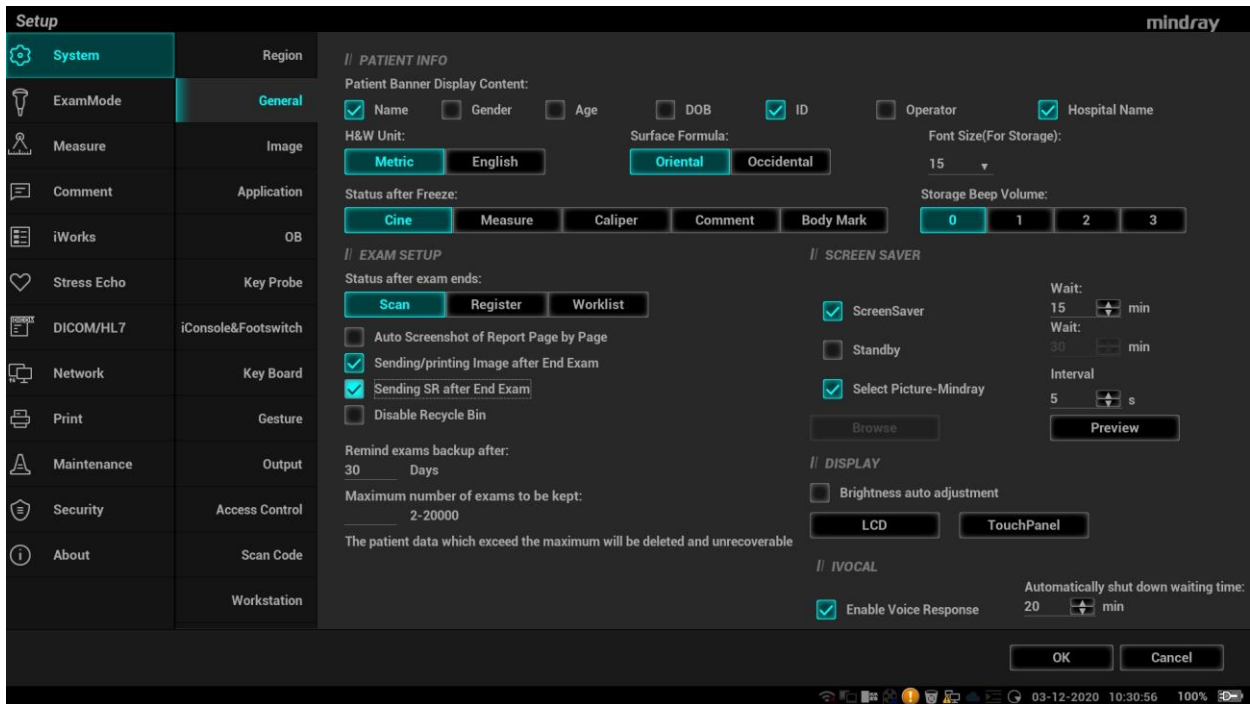 Setup
mindray
System
ExamMode
Measure
Comment
iWorks
Stress Echo
DICOM/HL7
Network
Print
Maintenance
Security
About
Region
General
Image
Application
OB
Key Probe
iConsole&Footswitch
Key Board
Gesture
Output
Access Control
Scan Code
Workstation
// PATIENT INFO
Patient Banner Display Content:
Name Gender Age DOB ID Operator Hospital Name
H&W Unit: Surface Formula: Font Size(For Storage):
Metric English Oriental Occidental 15
Status after Freeze: Storage Beep Volume:
Cine Measure Caliper Comment Body Mark 0 1 2 3
// EXAM SETUP
Status after exam ends:
Scan Register Worklist
Auto Screenshot of Report Page by Page
Sending/printing Image after End Exam
Sending SR after End Exam
Disable Recycle Bin
Remind exams backup after:
30 Days
Maximum number of exams to be kept:
2-20000
The patient data which exceed the maximum will be deleted and unrecoverable
// SCREEN SAVER
Wait:
ScreenSaver 15 min
Wait:
Standby 30 min
Interval
Select Picture-Mindray 5 s
Browse Preview
// DISPLAY
Brightness auto adjustment
LCD TouchPanel
// IVOCAL
Automatically shut down waiting time:
Enable Voice Response 20 min
OK Cancel
03-12-2020 10:30:56 100%